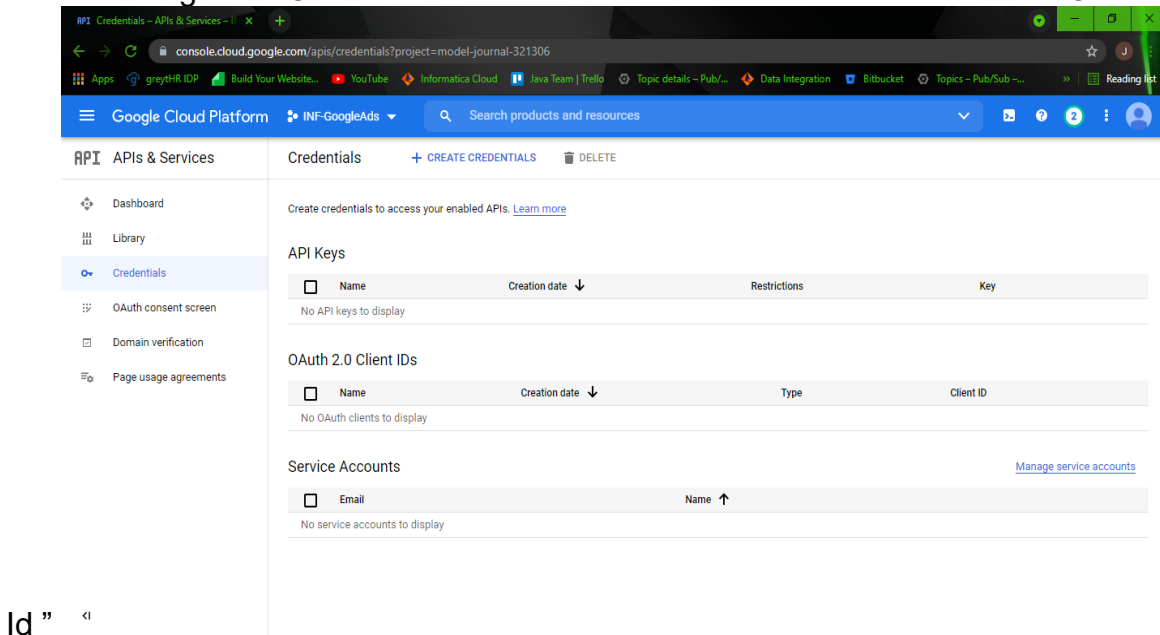 API Credentials – APIs & Services – I
console.cloud.google.com/apis/credentials?project=model-journal-321306
J
Apps greytHR IDP Build Your Website... YouTube Informatica Cloud Java Team | Trello Topic details – Pub/... Data Integration Bitbucket Topics – Pub/Sub –... » Reading list
Google Cloud Platform INF-GoogleAds Search products and resources 2
API APIs & Services
Credentials + CREATE CREDENTIALS DELETE
Dashboard
Library
Credentials
OAuth consent screen
Domain verification
Page usage agreements
Create credentials to access your enabled APIs. Learn more
API Keys
Name Creation date Restrictions Key
No API keys to display
OAuth 2.0 Client IDs
Name Creation date Type Client ID
No OAuth clients to display
Service Accounts Manage service accounts
Email Name
No service accounts to display
Id ”